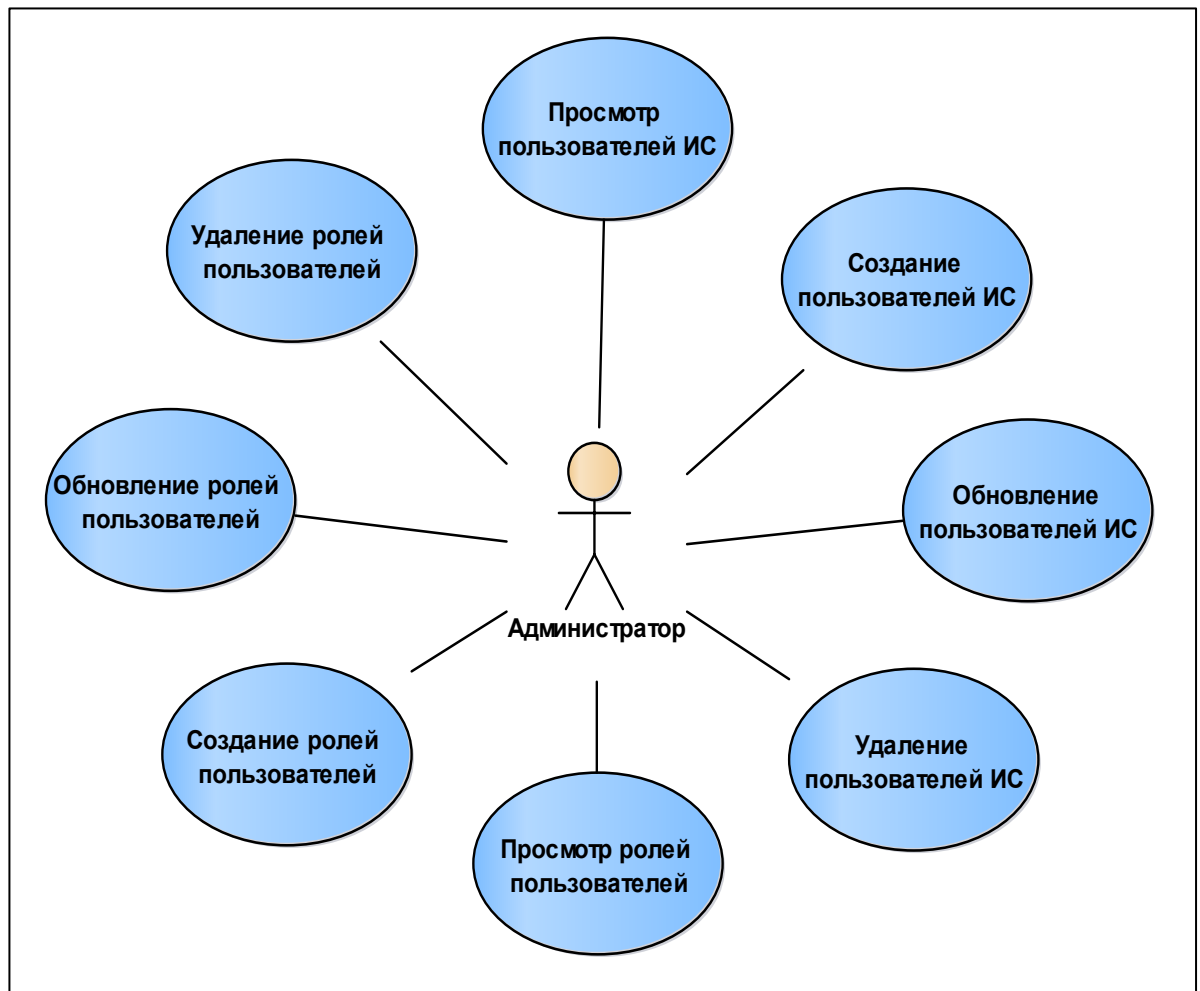 Просмотр
пользователей ИС
Удаление ролей
пользователей
Создание
пользователей ИС
Обновление ролей
пользователей
Обновление
пользователей ИС
Администратор
Создание ролей
пользователей
Удаление
пользователей ИС
Просмотр ролей
пользователей